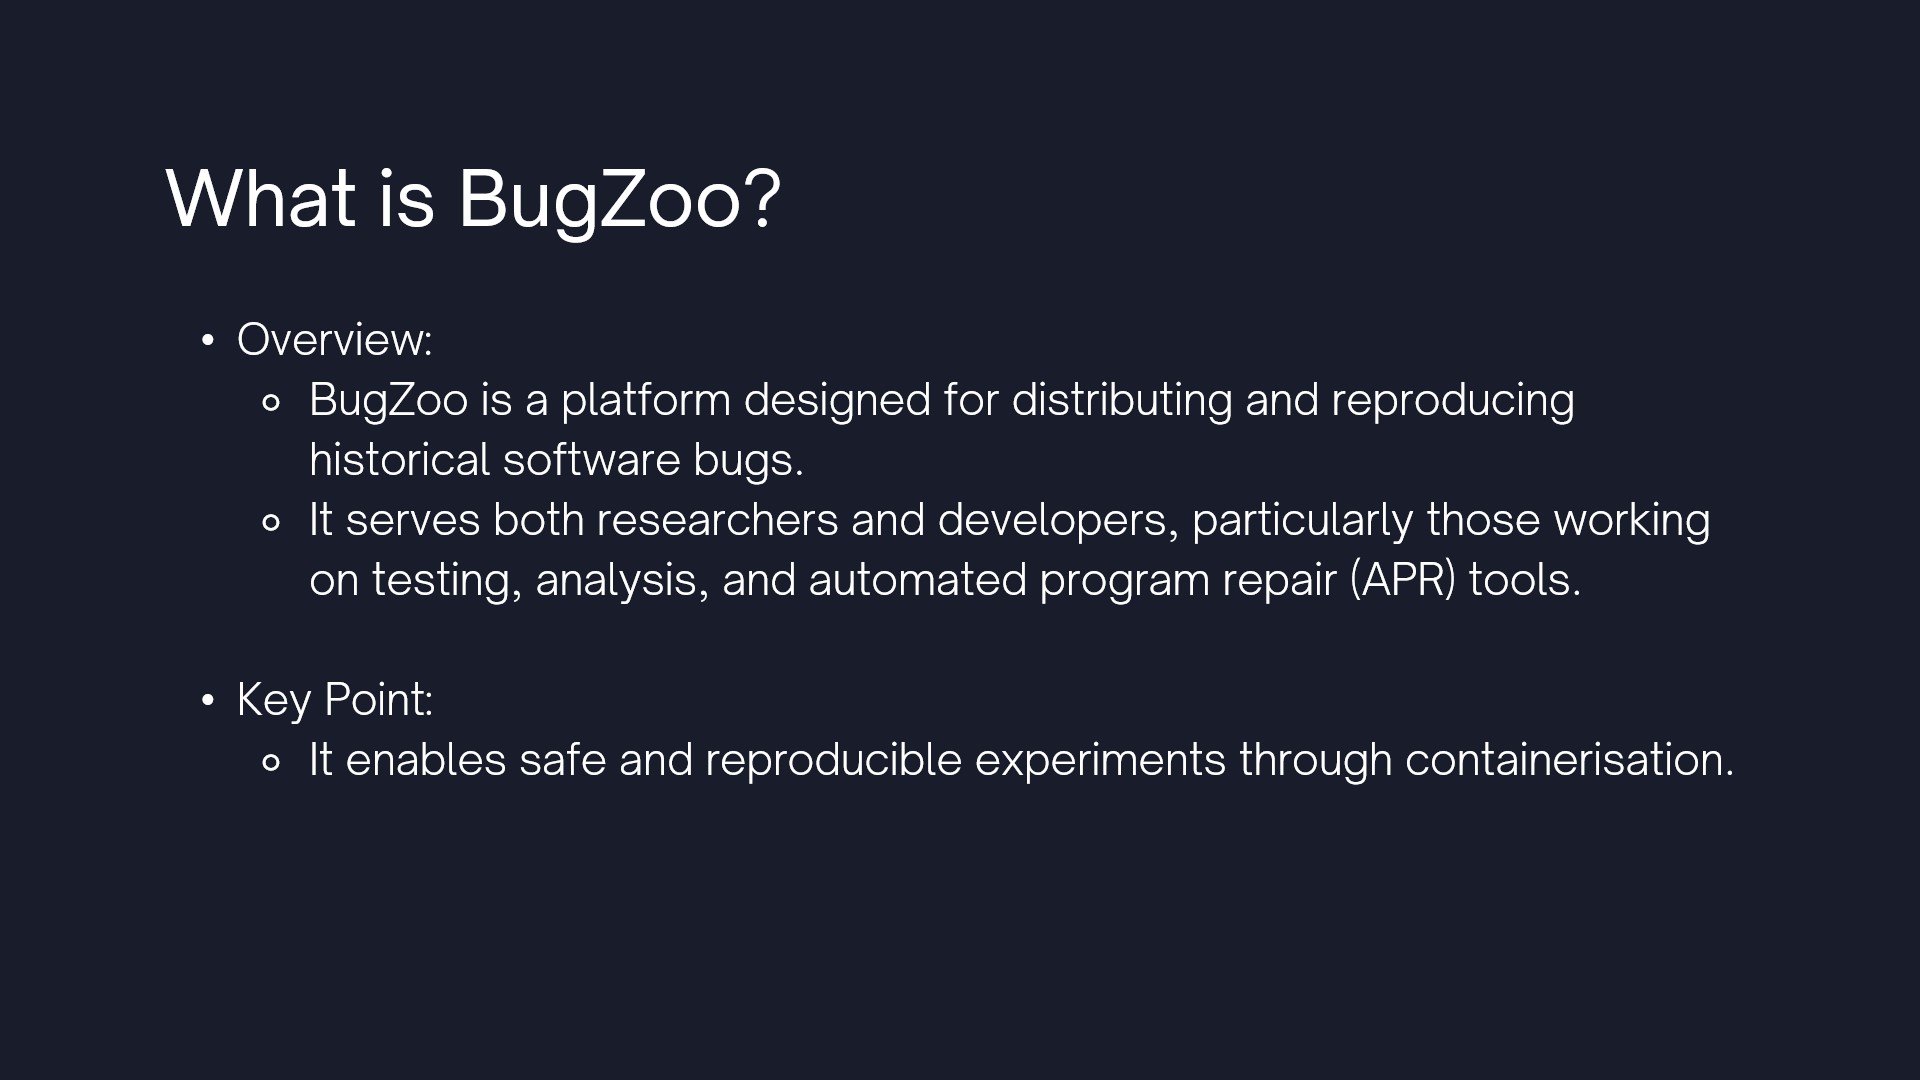 What is BugZoo?
• Overview:
◦ BugZoo is a platform designed for distributing and reproducing
historical software bugs.
◦ It serves both researchers and developers, particularly those working
on testing, analysis, and automated program repair (APR) tools.
• Key Point:
◦ It enables safe and reproducible experiments through containerisation.